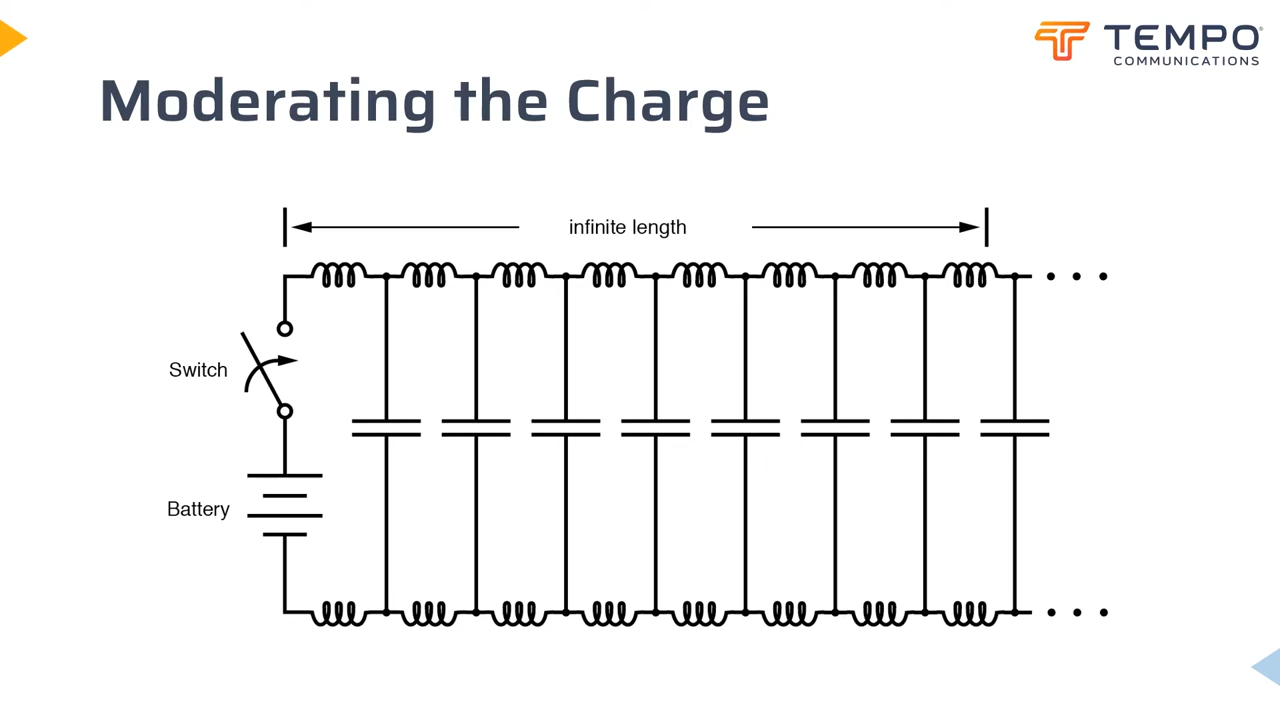 TEMPO®
COMMUNICATIONS
Moderating the Charge
infinite length
Switch
Battery